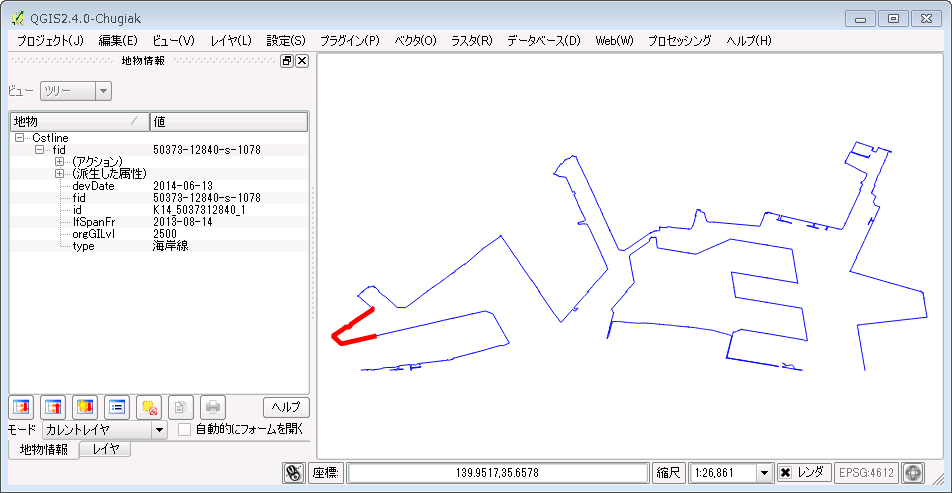 QGIS2.4.0-Chugiak
プロジェクト(J) 編集(E) ビュー(V) レイヤ(L) 設定(S) プラグイン(P) ベクタ(O) ラスタ(R) データベース(D) Web(W) プロセッシング ヘルプ(H)
地物情報
ビュー ツリー
地物 値
Cstline
fid 50373-12840-s-1078
(アクション)
(派生した属性)
devDate 2014-06-13
fid 50373-12840-s-1078
id K14_5037312840_1
lfSpanFr 2013-08-14
orgGILvl 2500
type 海岸線
ヘルプ
モード カレントレイヤ 自動的にフォームを開く
地物情報 レイヤ
座標: 139.9517,35.6578 縮尺 1:26,861 レンダ EPSG:4612